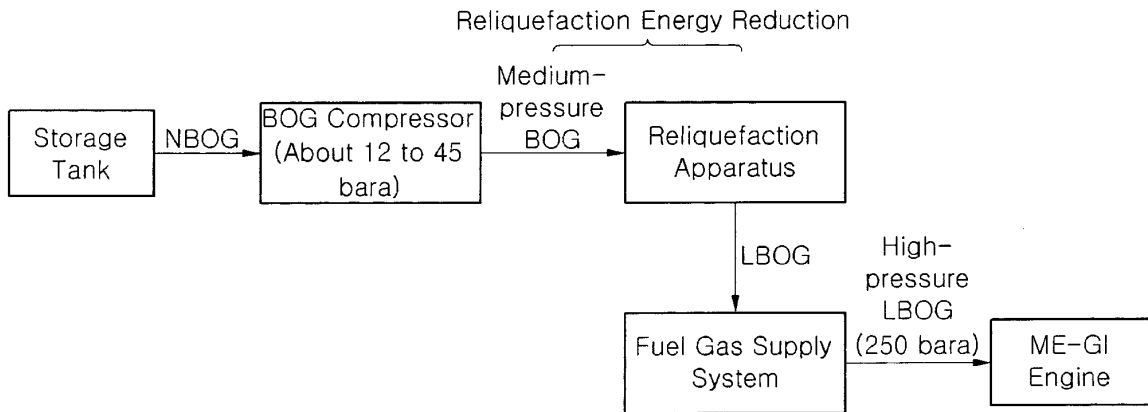 Reliquefaction Energy Reduction
Medium-
pressure
BOG
Storage
Tank
NBOG
BOG Compressor
(About 12 to 45
bara)
Reliquefaction
Apparatus
LBOG
High-
pressure
LBOG
(250 bara)
Fuel Gas Supply
System
ME-GI
Engine